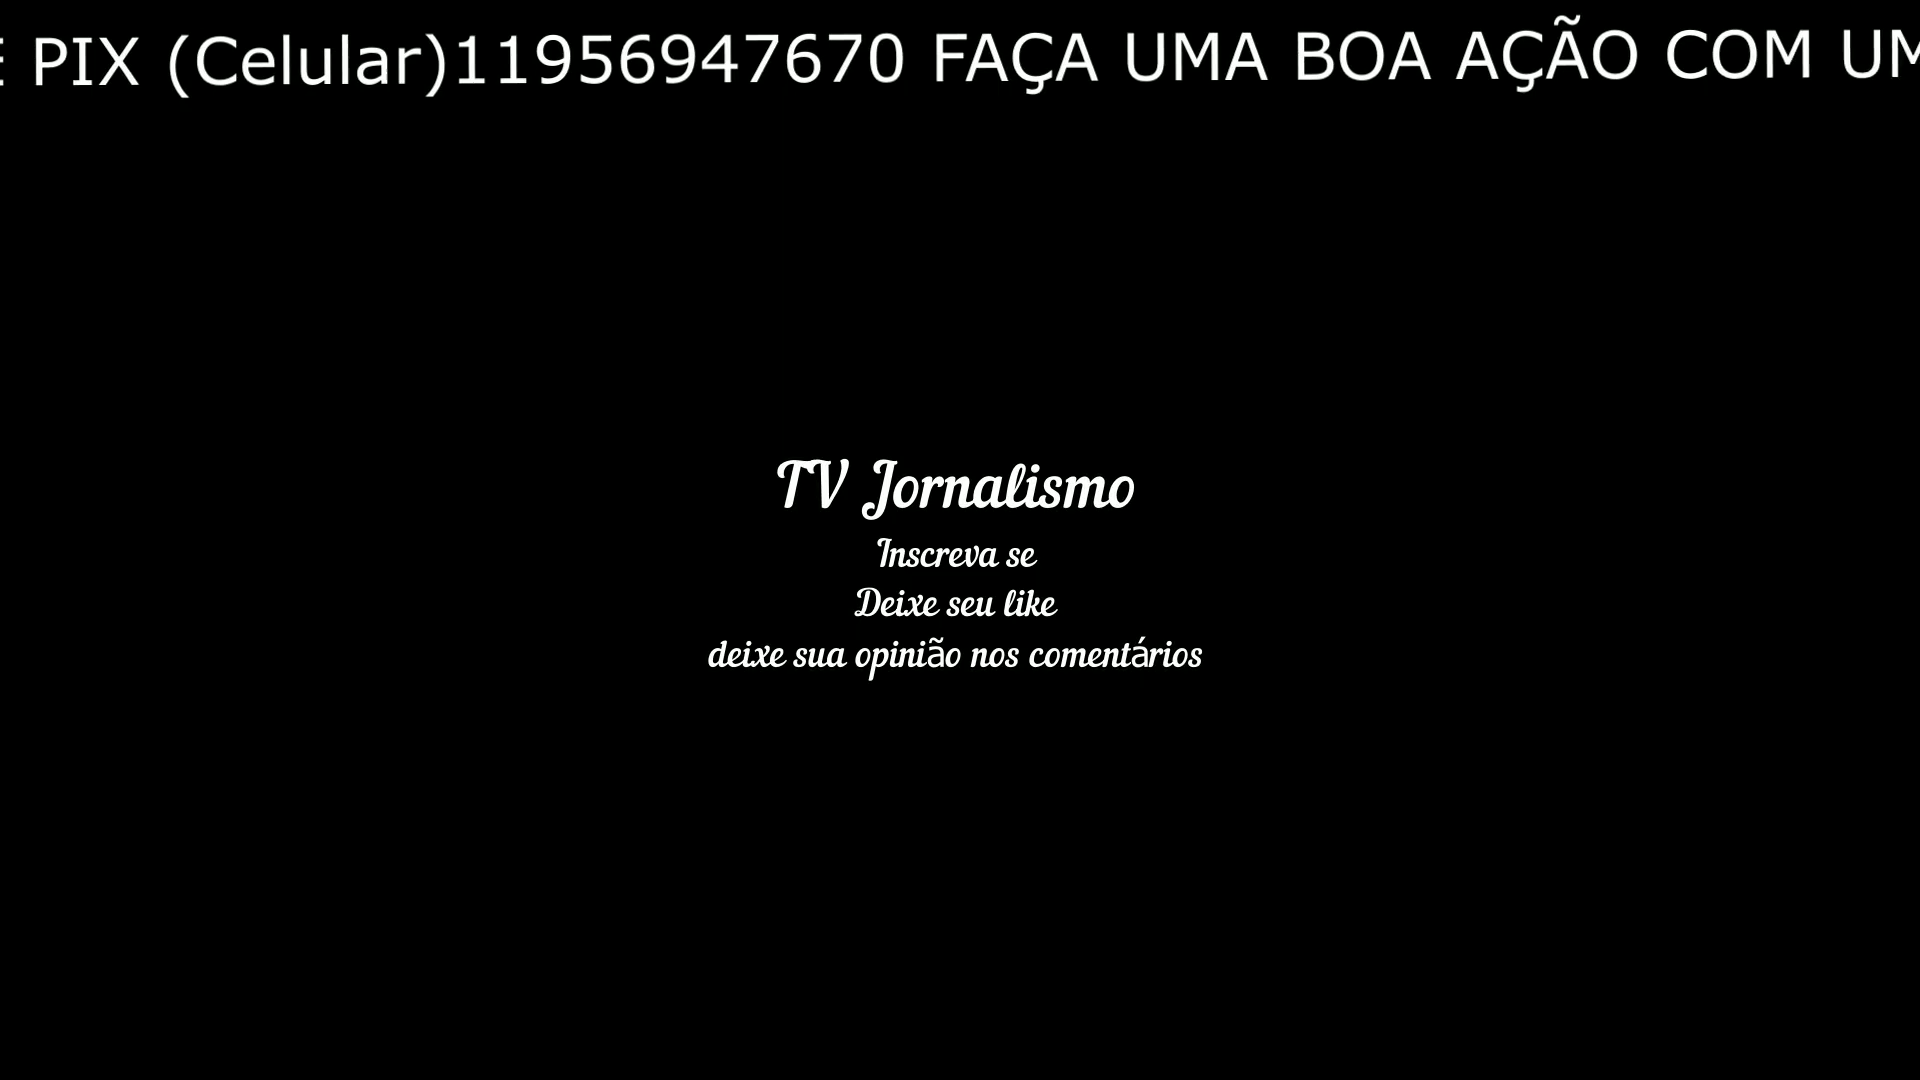 PIX (Celular)11956947670 FAÇA UMA BOA AÇÃO COM
TV Jornalismo
Inscreva se
Deixe seu like
deixe sua opinião nos comentários